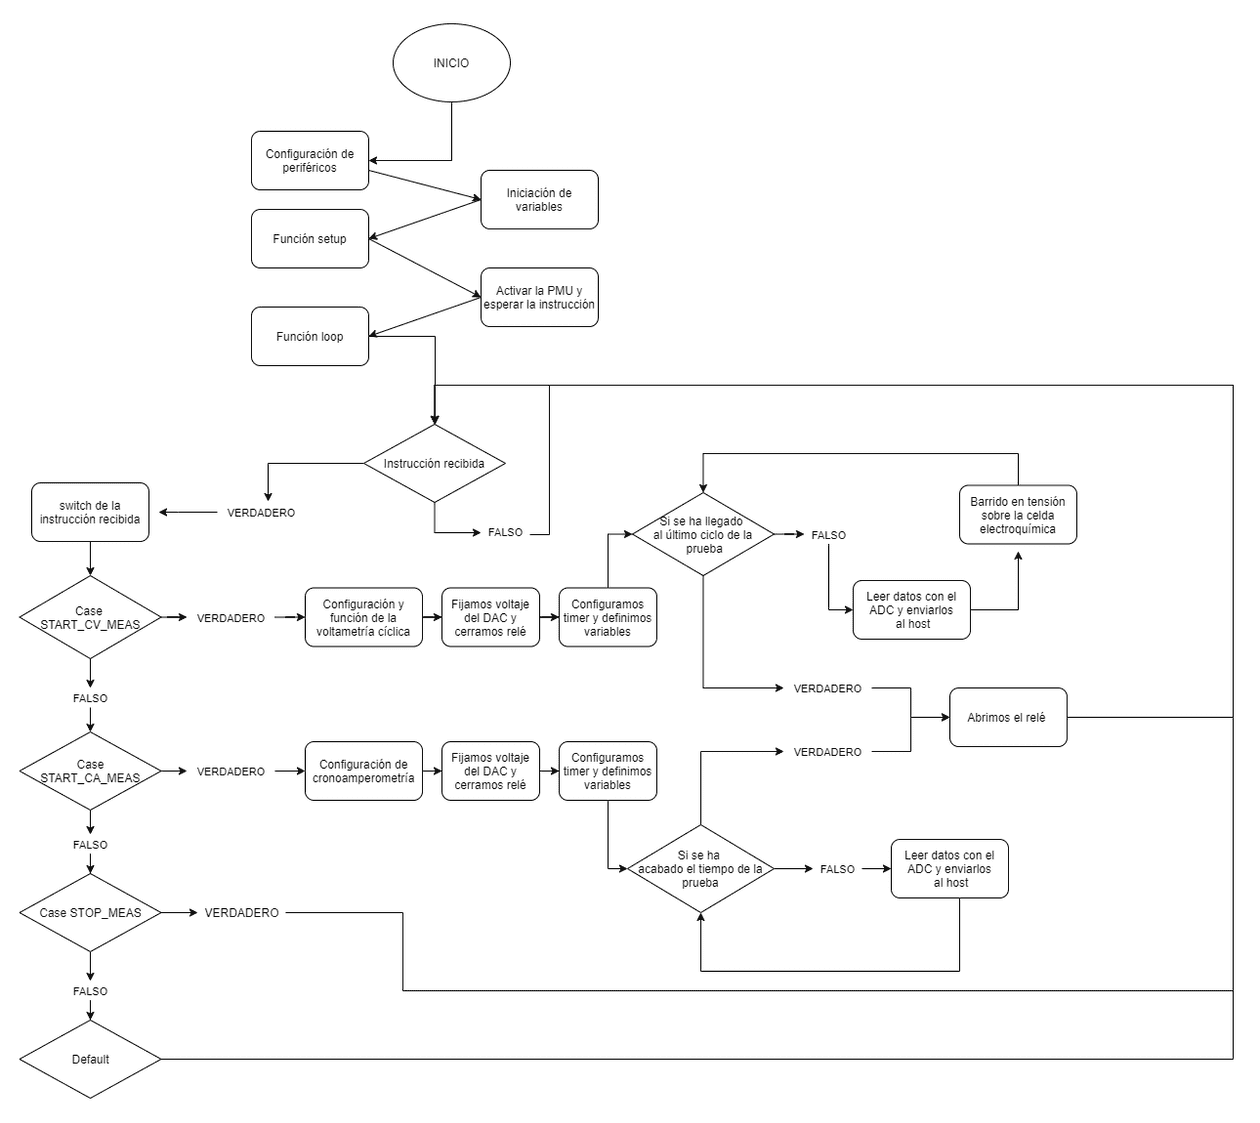 INICIO
Configuración de
periféricos
Iniciación de
variables
Función setup
Activar la PMU y
esperar la instrucción
Función loop
Instrucción recibida
VERDADERO
FALSO
switch de la
instrucción recibida
Case
START_CV_MEAS
VERDADERO
Configuración y
función de la
voltametría cíclica
Fijamos voltaje
del DAC y
cerramos relé
Configuramos
timer y definimos
variables
Si se ha llegado
al último ciclo de la
prueba
FALSO
Leer datos con el
ADC y enviarlos
al host
Barrido en tensión
sobre la celda
electroquímica
VERDADERO
Abrimos el relé
FALSO
Case
START_CA_MEAS
VERDADERO
Configuración de
cronoamperometría
Fijamos voltaje
del DAC y
cerramos relé
Configuramos
timer y definimos
variables
VERDADERO
Si se ha
acabado el tiempo de la
prueba
FALSO
Leer datos con el
ADC y enviarlos
al host
FALSO
Case STOP_MEAS
VERDADERO
FALSO
Default